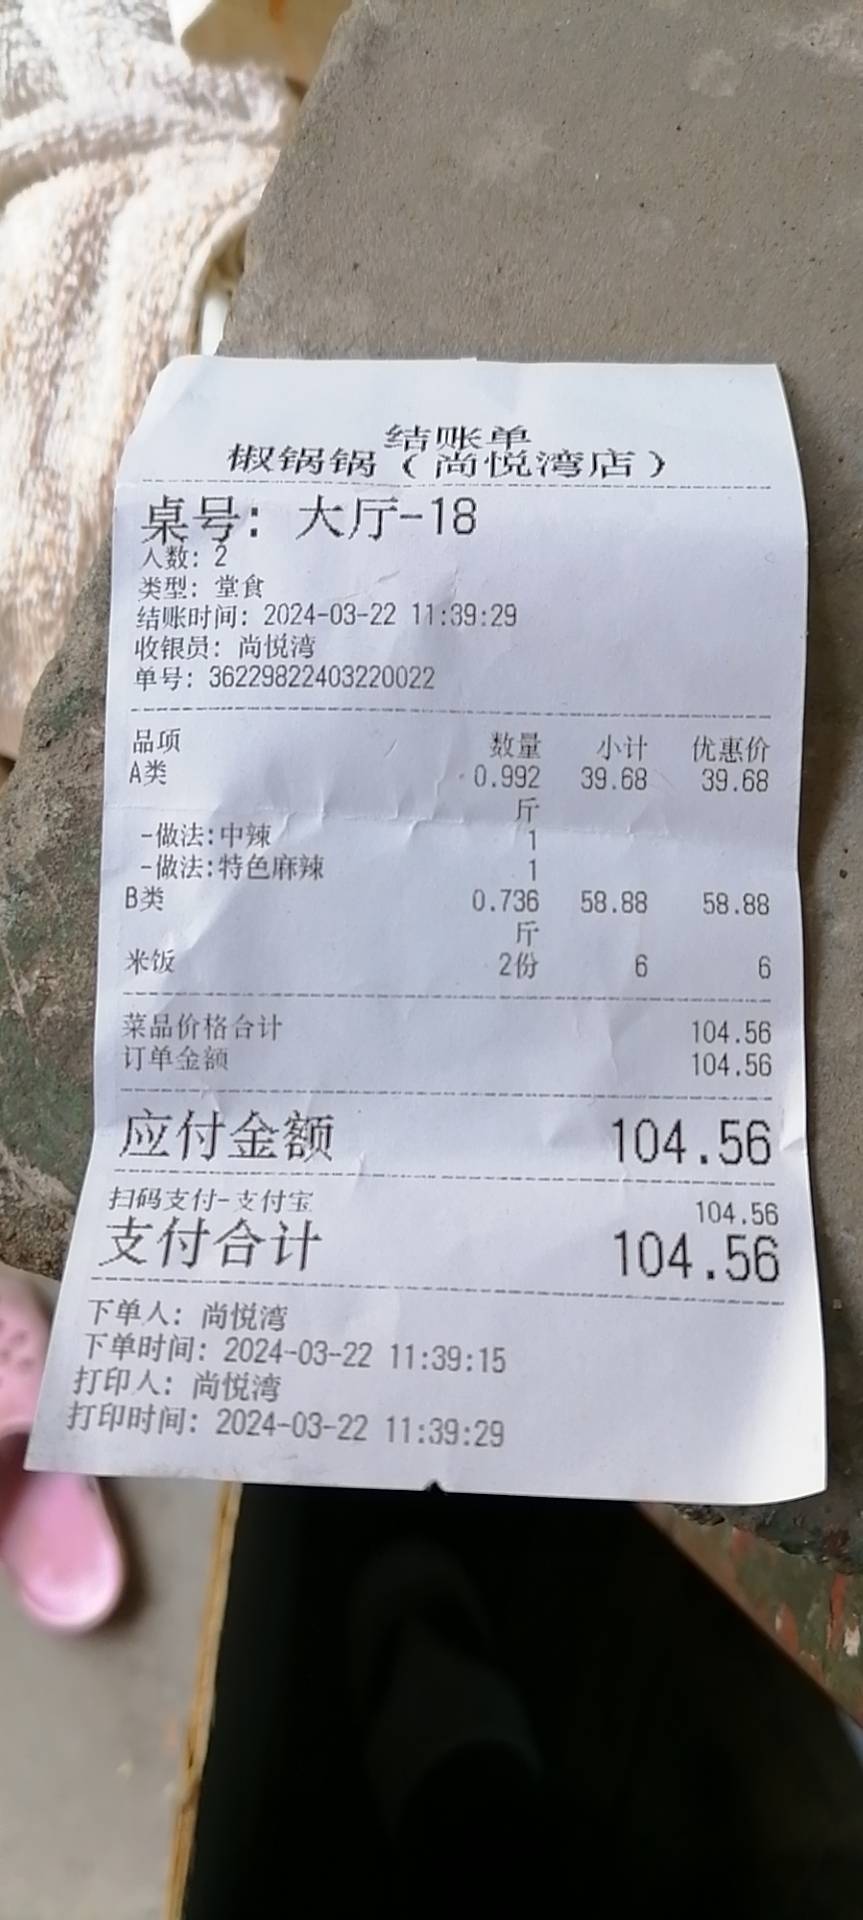 结账单
椒锅锅（尚悦湾店）
桌号：大厅-18
人数：2
类型：堂食
结账时间：2024-03-22 11:39:29
收银员：尚悦湾
单号：36229822403220022
品项 数量 小计 优惠价
A类 0.992 39.68 39.68
斤
-做法:中辣 1
-做法:特色麻辣 1
B类 0.736 58.88 58.88
斤
米饭 2份 6 6
菜品价格合计 104.56
订单金额 104.56
应付金额 104.56
扫码支付-支付宝 104.56
支付合计 104.56
下单人：尚悦湾
下单时间：2024-03-22 11:39:15
打印人：尚悦湾
打印时间：2024-03-22 11:39:29